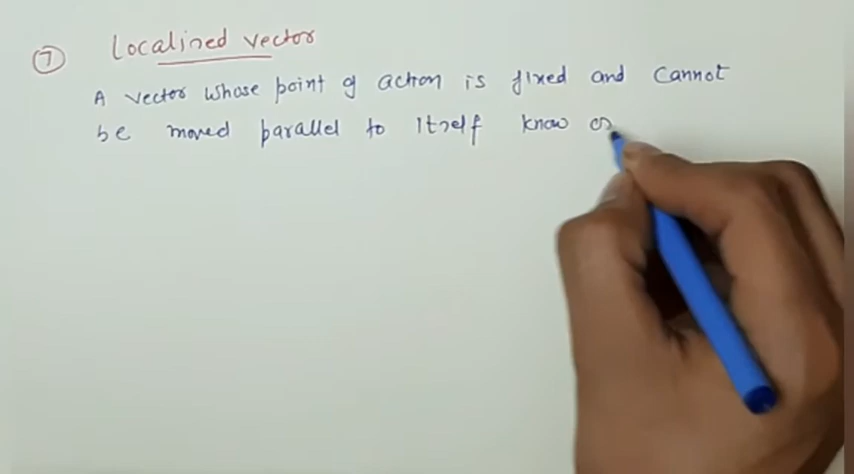 7 Localized vector
A vector whose point of action is fixed and cannot
be moved parallel to itself know as